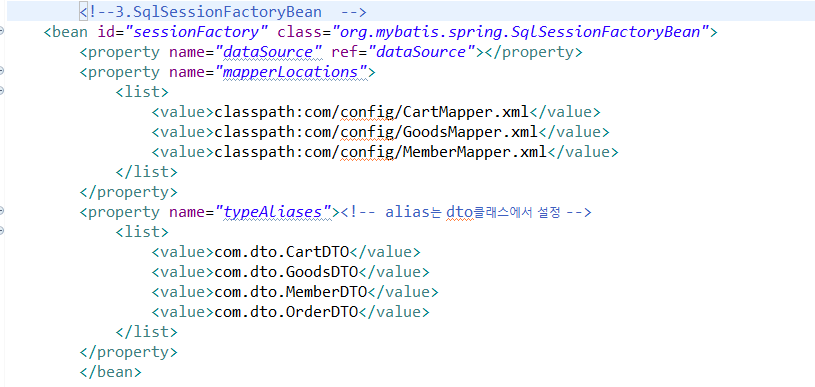 <!--3.SqlSessionFactoryBean  -->
<bean id="sessionFactory" class="org.mybatis.spring.SqlSessionFactoryBean">
<property name="dataSource" ref="dataSource"></property>
<property name="mapperLocations">
<list>
<value>classpath:com/config/CartMapper.xml</value>
<value>classpath:com/config/GoodsMapper.xml</value>
<value>classpath:com/config/MemberMapper.xml</value>
</list>
</property>
<property name="typeAliases"><!-- alias는 dto클래스에서 설정 -->
<list>
<value>com.dto.CartDTO</value>
<value>com.dto.GoodsDTO</value>
<value>com.dto.MemberDTO</value>
<value>com.dto.OrderDTO</value>
</list>
</property>
</bean>